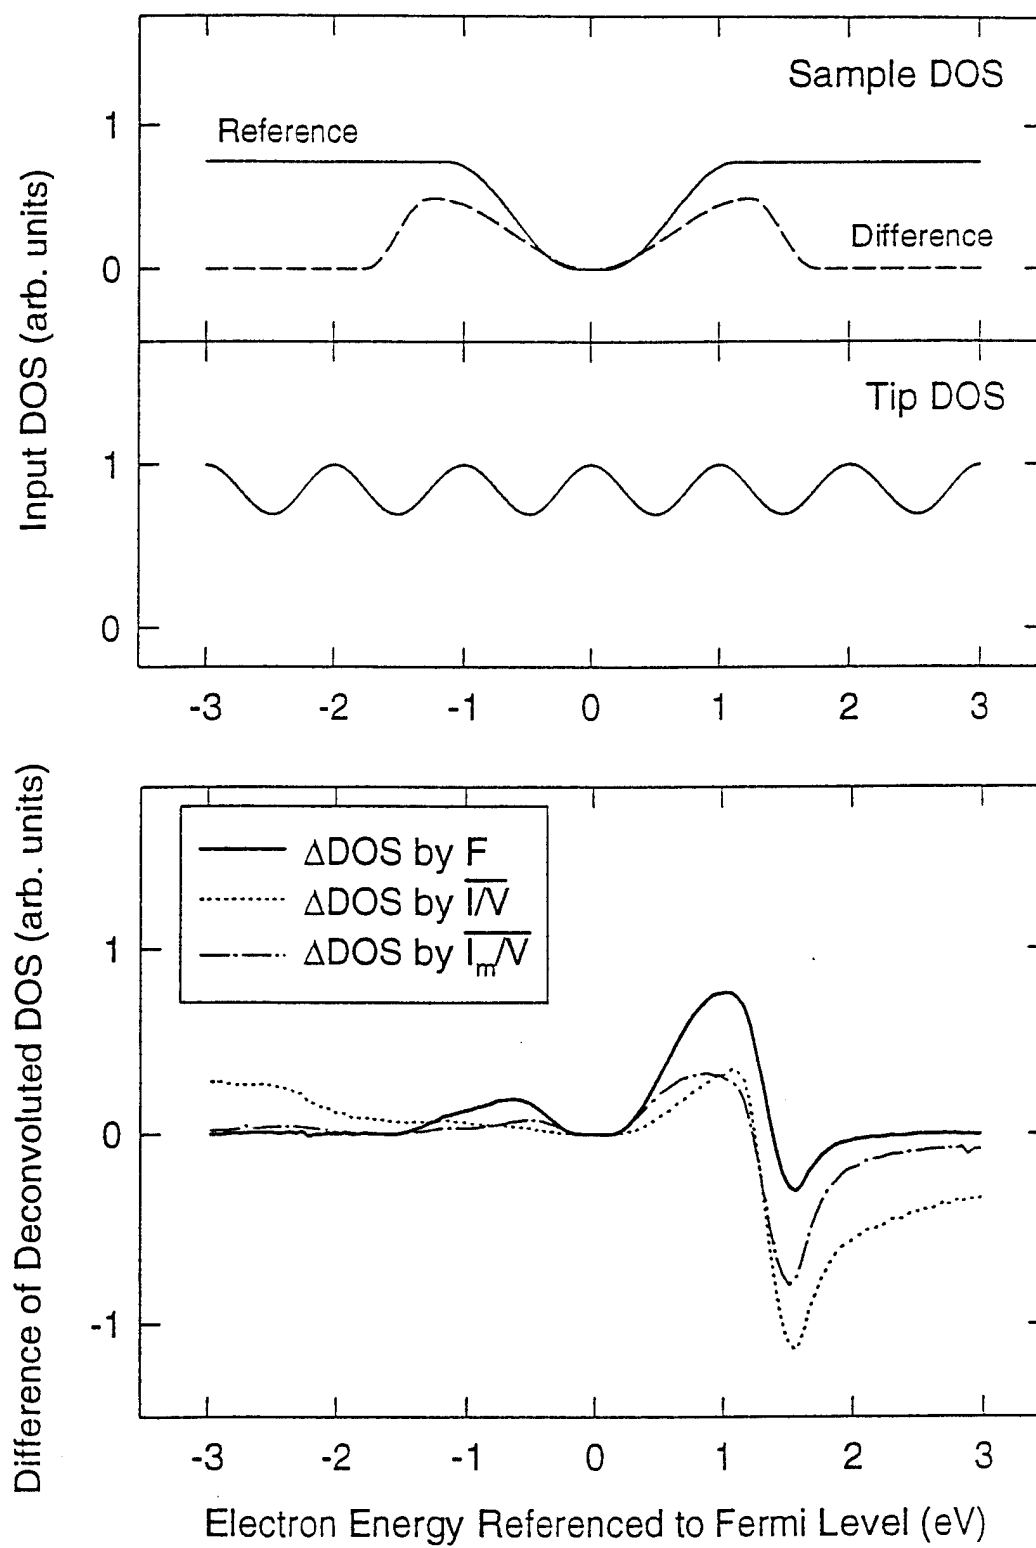 Sample DOS
Reference
1
Difference
0
Input DOS (arb. units)
Tip DOS
1
0
-3 -2 -1 0 1 2 3
ΔDOS by F
ΔDOS by I/V
ΔDOS by Im/V
1
0
-1
Difference of Deconvoluted DOS (arb. units)
-3 -2 -1 0 1 2 3
Electron Energy Referenced to Fermi Level (eV)